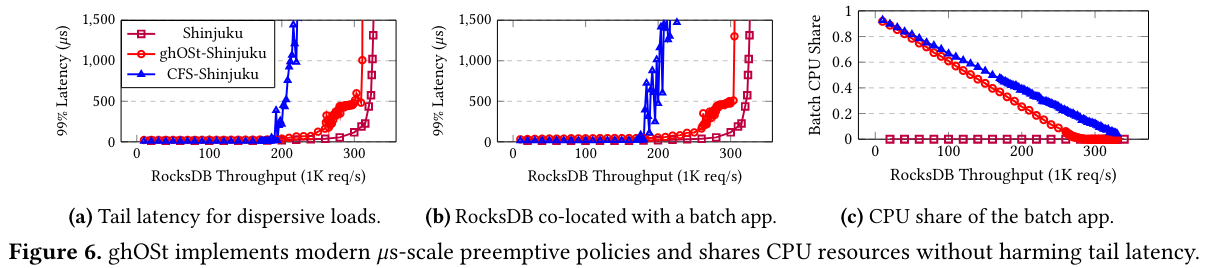 1,500
1,000
500
0
99% Latency (µs)
Shinjuku
ghOSt-Shinjuku
CFS-Shinjuku
0 100 200 300
RocksDB Throughput (1K req/s)
(a) Tail latency for dispersive loads.
1,500
1,000
500
0
99% Latency (µs)
0 100 200 300
RocksDB Throughput (1K req/s)
(b) RocksDB co-located with a batch app.
1
0.8
0.6
0.4
0.2
0
Batch CPU Share
0 100 200 300
RocksDB Throughput (1K req/s)
(c) CPU share of the batch app.
Figure 6. ghOSt implements modern µs-scale preemptive policies and shares CPU resources without harming tail latency.